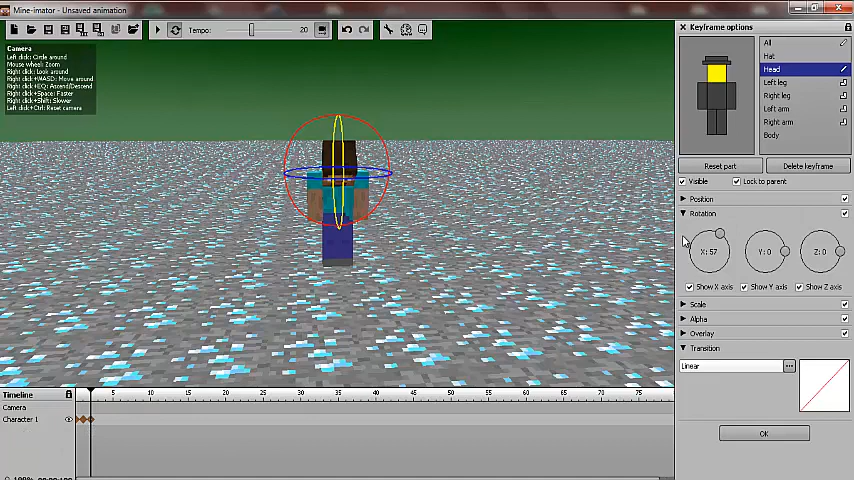 Mine-imator - Unsaved animation
Tempo:
20
Camera
Left click: Circle around
Mouse wheel: Zoom
Right click: Look around
Right click+WASD: Move around
Right click+EQ: Ascend/Descend
Right click+Space: Faster
Right click+Shift: Slower
Left click+Ctrl: Reset camera
Keyframe options
All
Hat
Head
Left leg
Right leg
Left arm
Right arm
Body
Reset part
Delete keyframe
Visible
Lock to parent
Position
Rotation
X: 57
Y: 0
Z: 0
Show X axis
Show Y axis
Show Z axis
Scale
Alpha
Overlay
Transition
Linear
OK
Timeline
5 10 15 20 25 30 35 40 45 50 55 60 65 70 75
Camera
Character 1